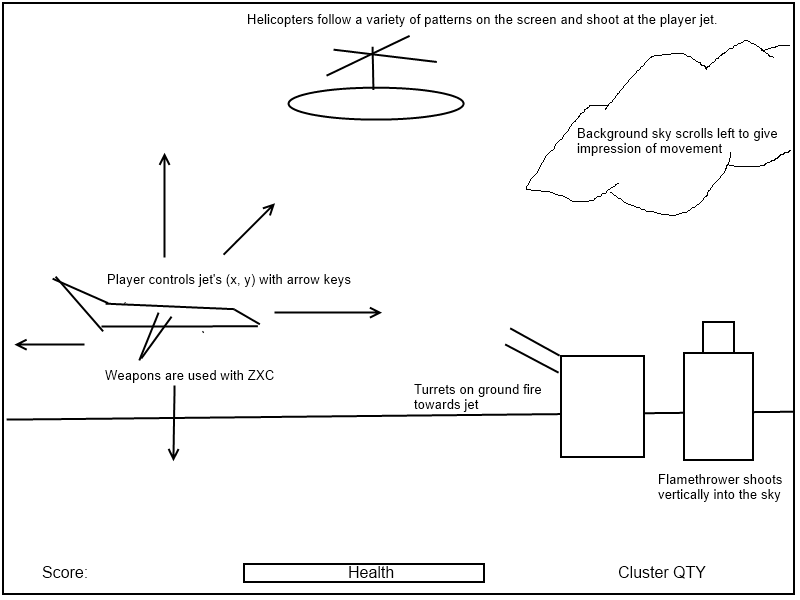 Helicopters follow a variety of patterns on the screen and shoot at the player jet.
Background sky scrolls left to give
impression of movement
Player controls jet's (x, y) with arrow keys
Weapons are used with ZXC
Turrets on ground fire
towards jet
Flamethrower shoots
vertically into the sky
Score:
Health
Cluster QTY